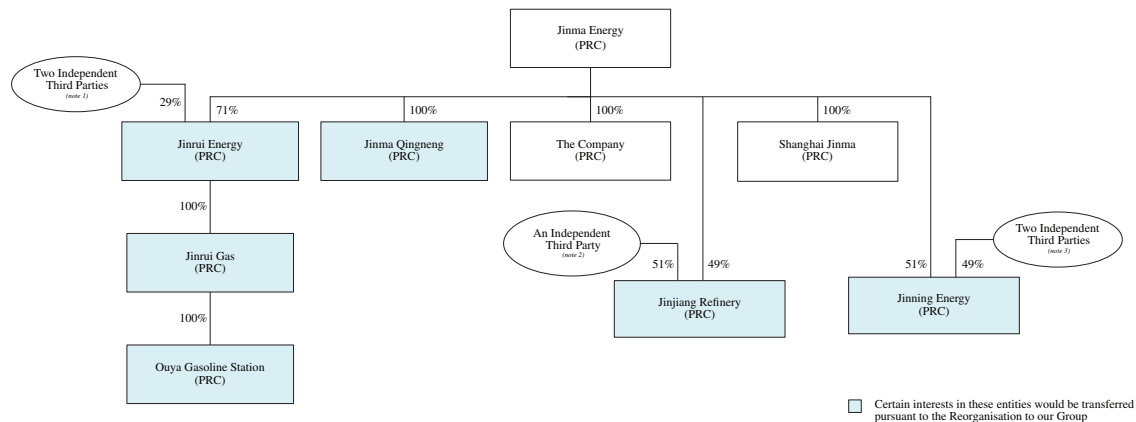 Jinma Energy
(PRC)
Two Independent
Third Parties
(note 1)
29%
71%
100%
100%
100%
Jinrui Energy
(PRC)
Jinma Qingneng
(PRC)
The Company
(PRC)
Shanghai Jinma
(PRC)
100%
An Independent
Third Party
(note 2)
Two Independent
Third Parties
(note 3)
Jinrui Gas
(PRC)
51%
49%
51%
49%
Jinjiang Refinery
(PRC)
Jinning Energy
(PRC)
100%
Ouya Gasoline Station
(PRC)
Certain interests in these entities would be transferred
pursuant to the Reorganisation to our Group